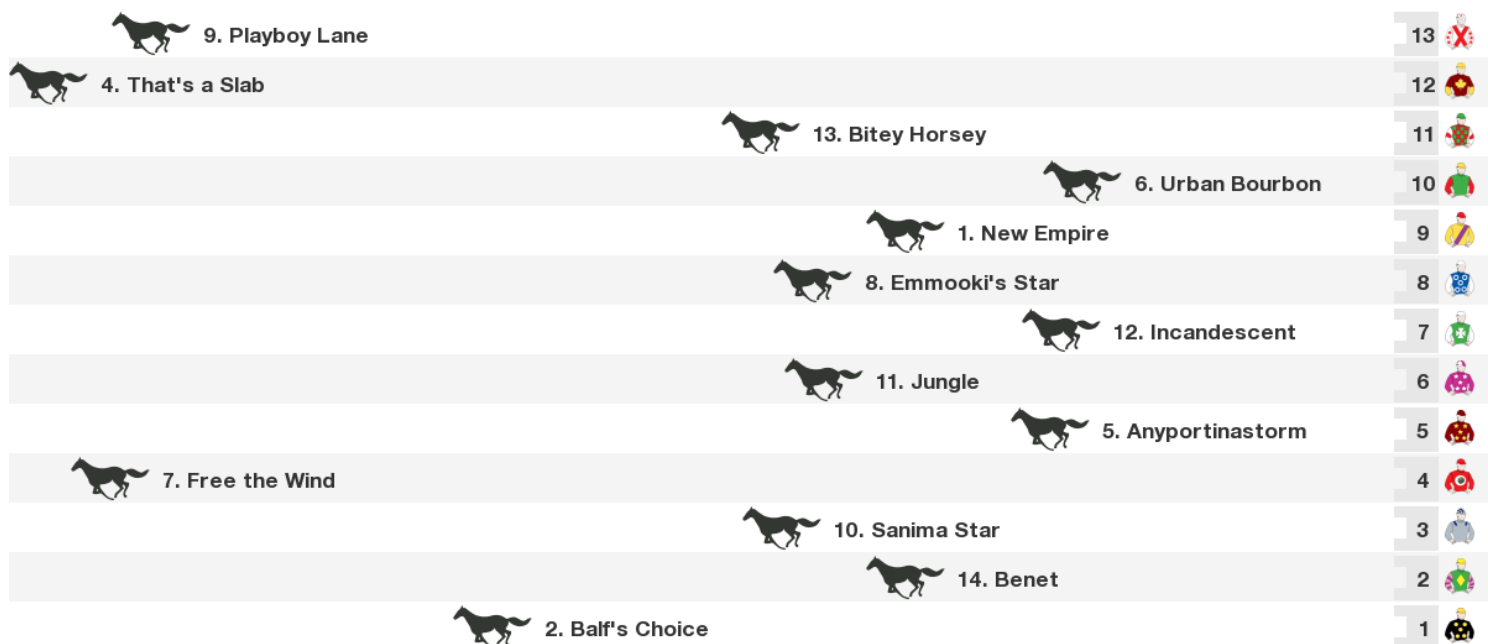 9. Playboy Lane 13
4. That's a Slab 12
13. Bitey Horsey 11
6. Urban Bourbon 10
1. New Empire 9
8. Emmooki's Star 8
12. Incandescent 7
11. Jungle 6
5. Anyportinastorm 5
7. Free the Wind 4
10. Sanima Star 3
14. Benet 2
2. Balf's Choice 1